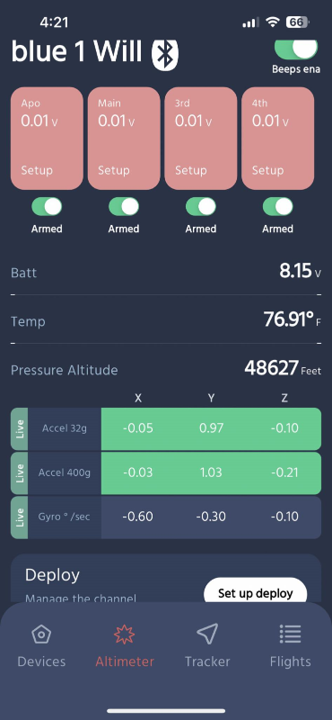 4:21
66
blue 1 Will
Beeps ena
Apo Main 3rd 4th
0.01 V 0.01 V 0.01 V 0.01 V
Setup Setup Setup Setup
Armed Armed Armed Armed
Batt 8.15 V
Temp 76.91° F
Pressure Altitude 48627 Feet
X Y Z
Live Accel 32g -0.05 0.97 -0.10
Live Accel 400g -0.03 1.03 -0.21
Live Gyro ° /sec -0.60 -0.30 -0.10
Deploy
Manage the channel
Set up deploy
Devices Altimeter Tracker Flights